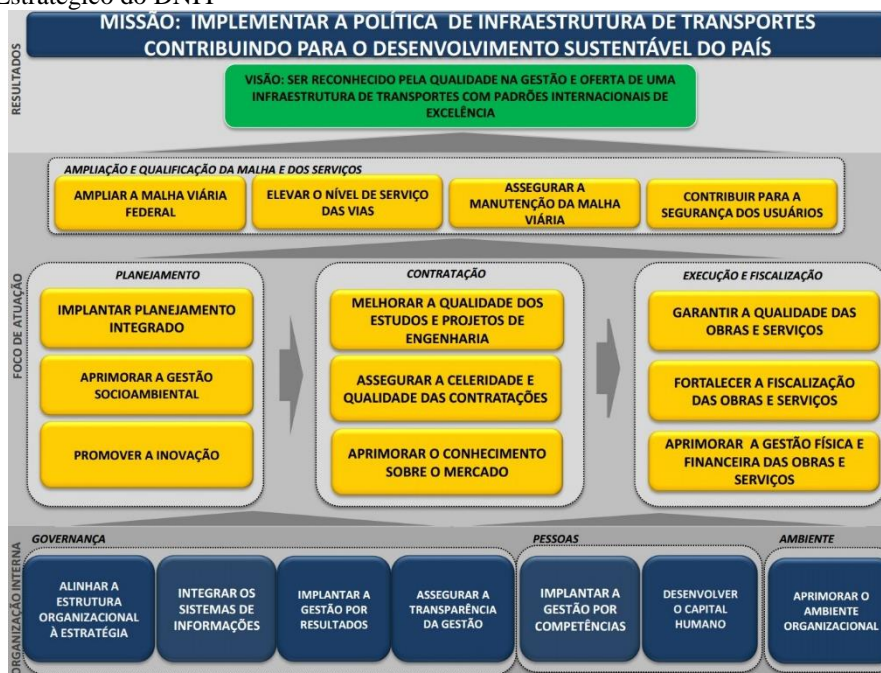 Estratégico do DNIT
MISSÃO: IMPLEMENTAR A POLÍTICA DE INFRAESTRUTURA DE TRANSPORTES
CONTRIBUINDO PARA O DESENVOLVIMENTO SUSTENTÁVEL DO PAÍS
RESULTADOS
VISÃO: SER RECONHECIDO PELA QUALIDADE NA GESTÃO E OFERTA DE UMA
INFRAESTRUTURA DE TRANSPORTES COM PADRÕES INTERNACIONAIS DE
EXCELÊNCIA
FOCO DE ATUAÇÃO
AMPLIAÇÃO E QUALIFICAÇÃO DA MALHA E DOS SERVIÇOS
AMPLIAR A MALHA VIÁRIA
FEDERAL
ELEVAR O NÍVEL DE SERVIÇO
DAS VIAS
ASSEGURAR A
MANUTENÇÃO DA MALHA
VIÁRIA
CONTRIBUIR PARA A
SEGURANÇA DOS USUÁRIOS
PLANEJAMENTO
IMPLANTAR PLANEJAMENTO
INTEGRADO
APRIMORAR A GESTÃO
SOCIOAMBIENTAL
PROMOVER A INOVAÇÃO
CONTRATAÇÃO
MELHORAR A QUALIDADE DOS
ESTUDOS E PROJETOS DE
ENGENHARIA
ASSEGURAR A CELERIDADE E
QUALIDADE DAS CONTRATAÇÕES
APRIMORAR O CONHECIMENTO
SOBRE O MERCADO
EXECUÇÃO E FISCALIZAÇÃO
GARANTIR A QUALIDADE DAS
OBRAS E SERVIÇOS
FORTALECER A FISCALIZAÇÃO
DAS OBRAS E SERVIÇOS
APRIMORAR A GESTÃO FÍSICA E
FINANCEIRA DAS OBRAS E
SERVIÇOS
ORGANIZAÇÃO INTERNA
GOVERNANÇA
ALINHAR A
ESTRUTURA
ORGANIZACIONAL
À ESTRATÉGIA
INTEGRAR OS
SISTEMAS DE
INFORMAÇÕES
IMPLANTAR A
GESTÃO POR
RESULTADOS
ASSEGURAR A
TRANSPARÊNCIA
DA GESTÃO
PESSOAS
IMPLANTAR A
GESTÃO POR
COMPETÊNCIAS
DESENVOLVER
O CAPITAL
HUMANO
AMBIENTE
APRIMORAR O
AMBIENTE
ORGANIZACIONAL